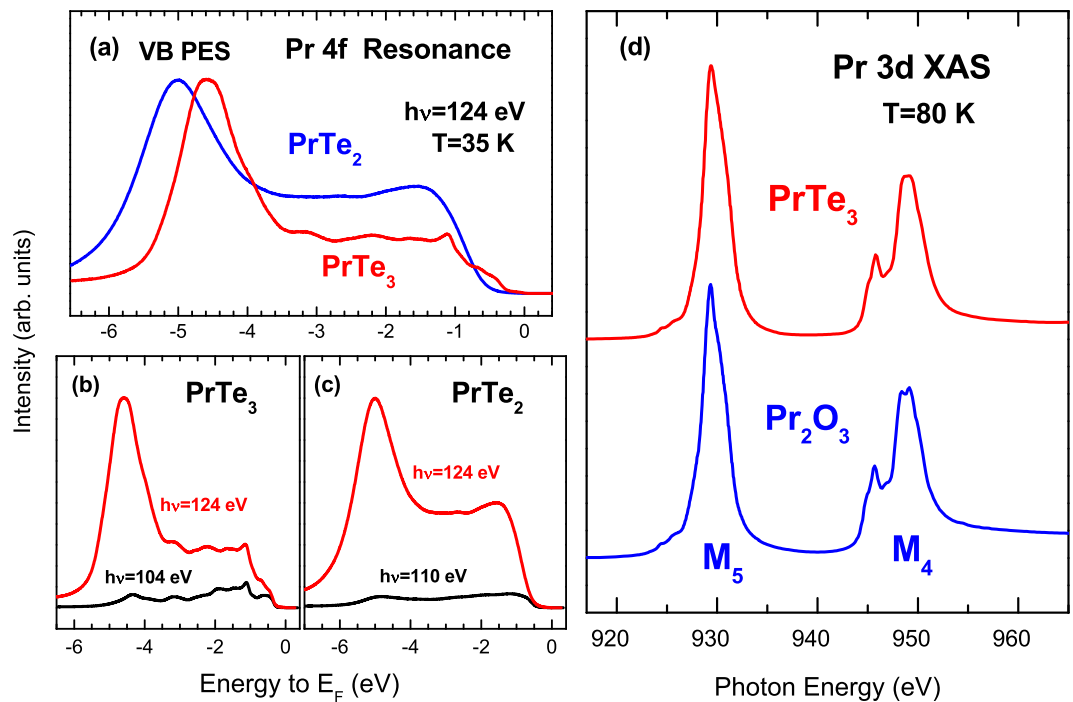 (a) VB PES Pr 4f Resonance
hν=124 eV
T=35 K
PrTe2
PrTe3
-6 -5 -4 -3 -2 -1 0
Intensity (arb. units)
(b) PrTe3
hν=124 eV
hν=104 eV
-6 -4 -2 0
(c) PrTe2
hν=124 eV
hν=110 eV
-6 -4 -2 0
Energy to EF (eV)
(d) Pr 3d XAS
T=80 K
PrTe3
Pr2O3
M5 M4
920 930 940 950 960
Photon Energy (eV)